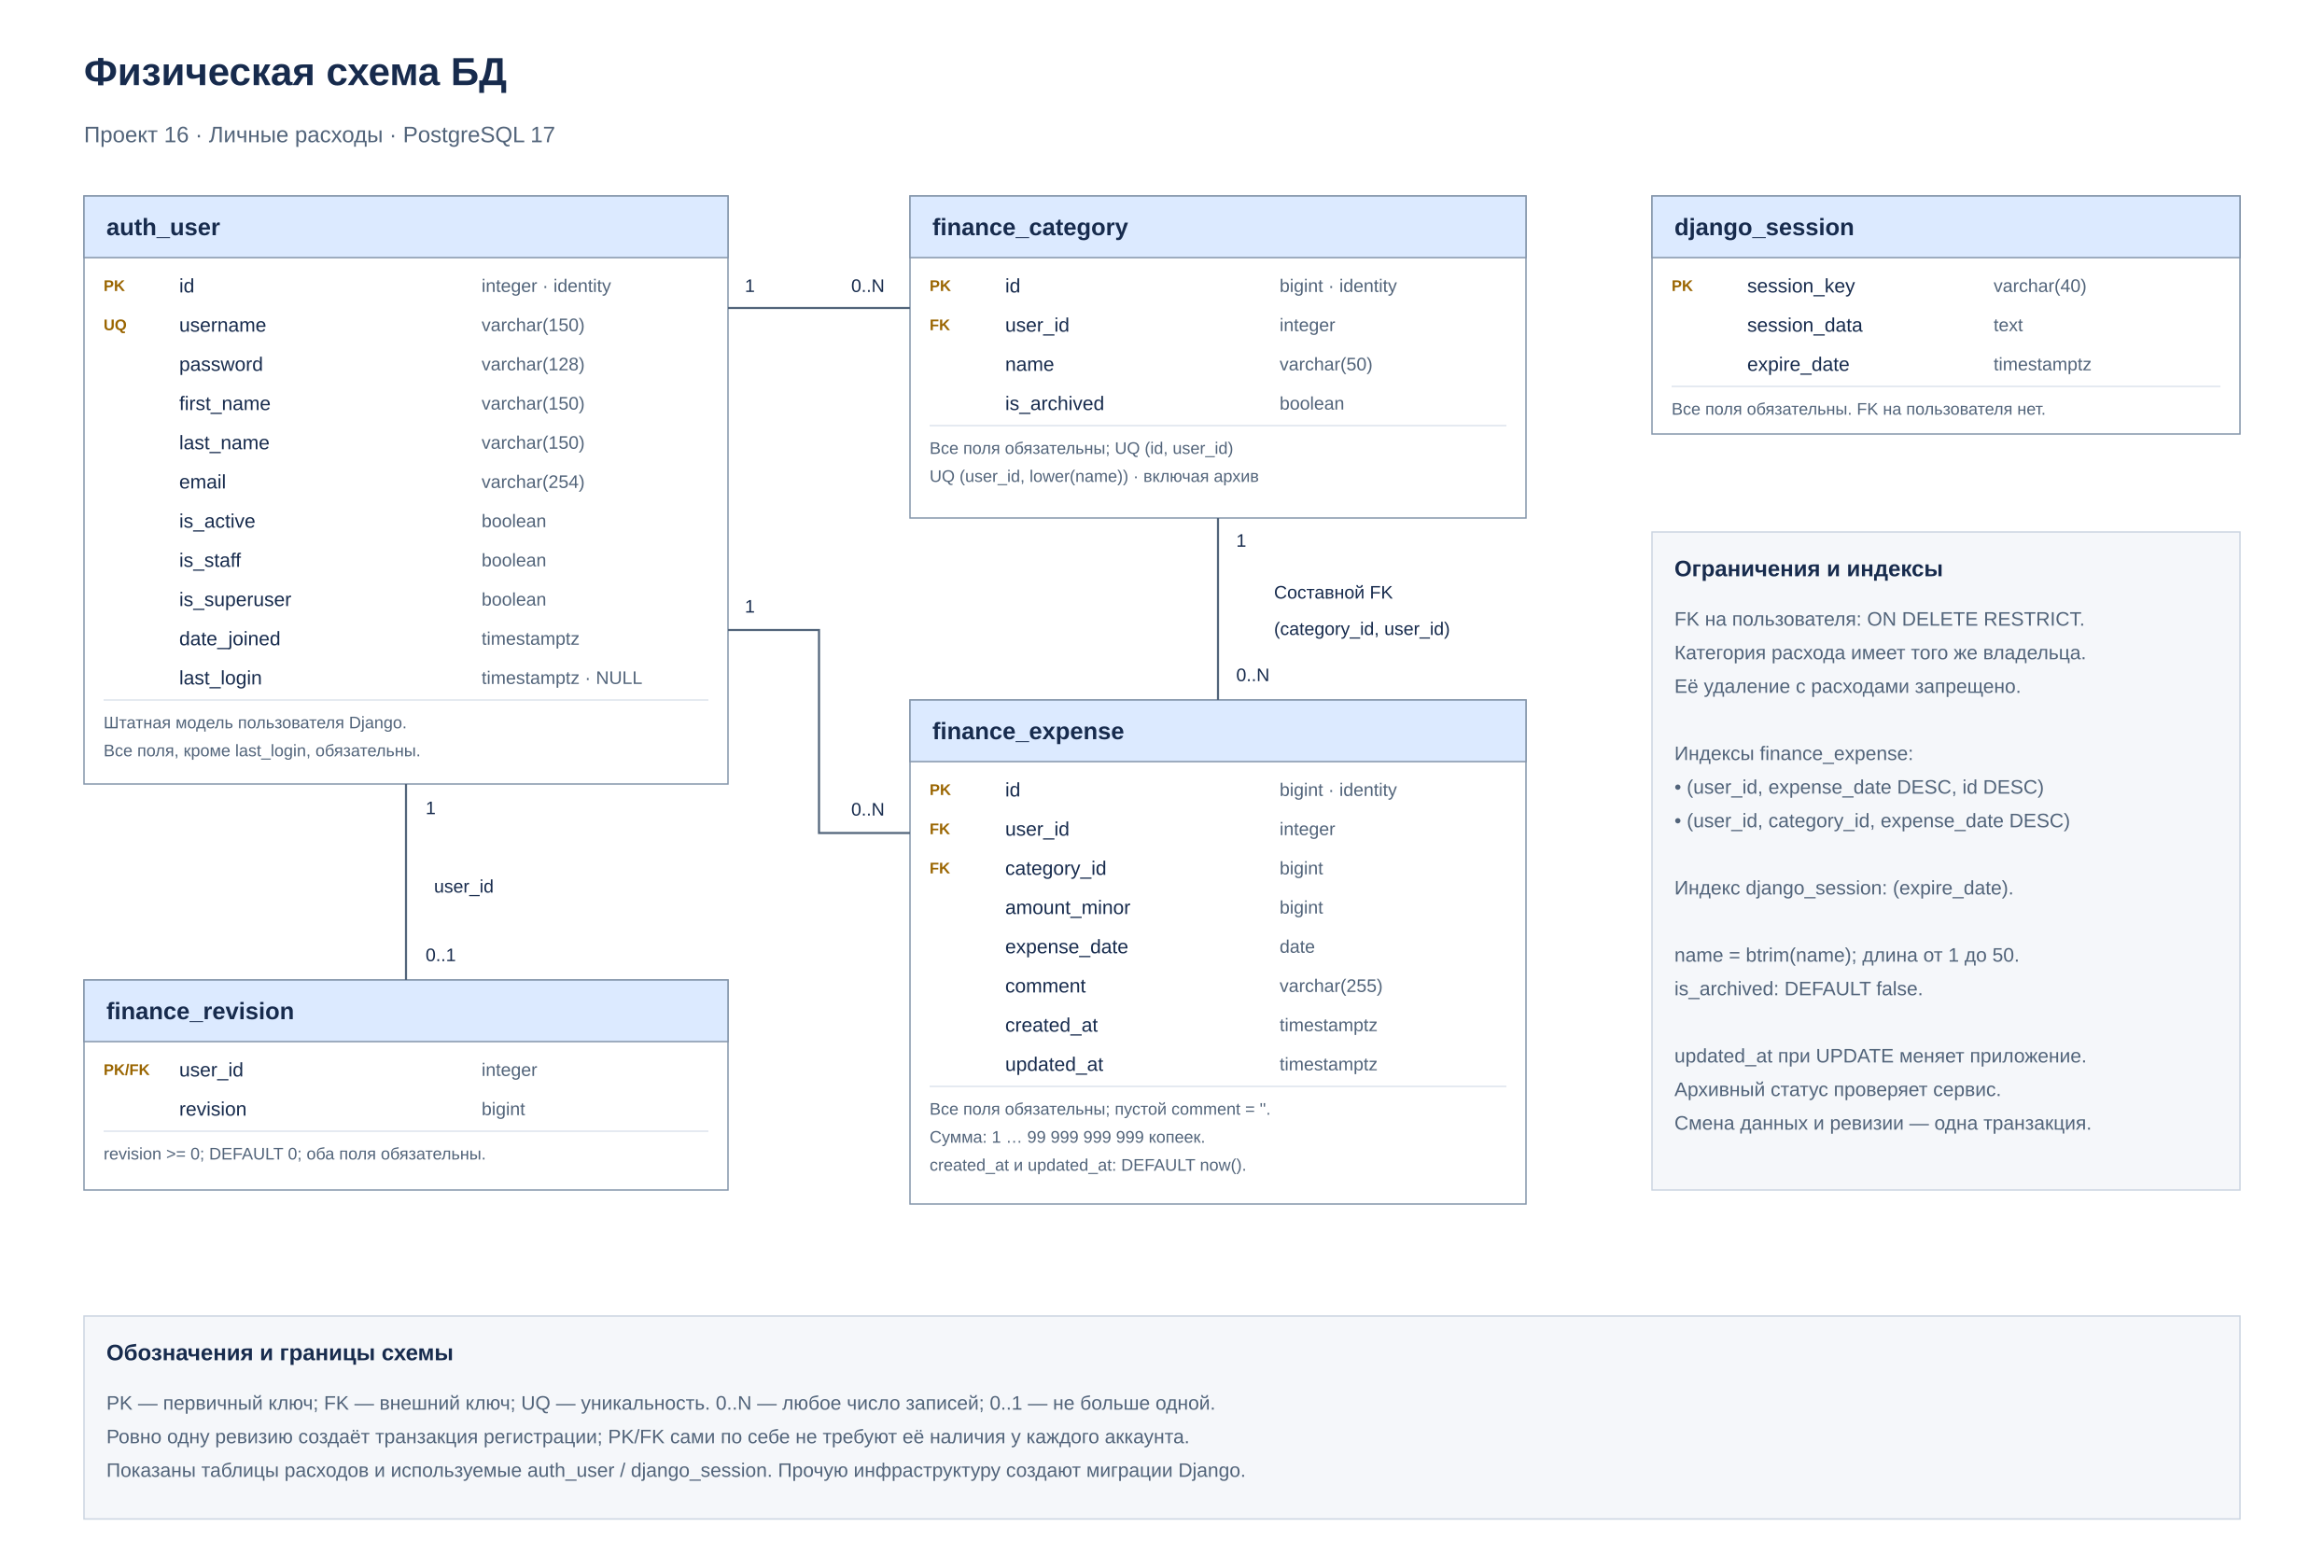 Физическая схема БД
Проект 16 · Личные расходы · PostgreSQL 17
auth_user
PK id integer · identity
UQ username varchar(150)
password varchar(128)
first_name varchar(150)
last_name varchar(150)
email varchar(254)
is_active boolean
is_staff boolean
is_superuser boolean
date_joined timestamptz
last_login timestamptz · NULL
Штатная модель пользователя Django.
Все поля, кроме last_login, обязательны.
1
0..N
1
0..N
1
user_id
0..1
finance_revision
PK/FK user_id integer
revision bigint
revision >= 0; DEFAULT 0; оба поля обязательны.
finance_category
PK id bigint · identity
FK user_id integer
name varchar(50)
is_archived boolean
Все поля обязательны; UQ (id, user_id)
UQ (user_id, lower(name)) · включая архив
1
Составной FK
(category_id, user_id)
0..N
finance_expense
PK id bigint · identity
FK user_id integer
FK category_id bigint
amount_minor bigint
expense_date date
comment varchar(255)
created_at timestamptz
updated_at timestamptz
Все поля обязательны; пустой comment = ''.
Сумма: 1 … 99 999 999 999 копеек.
created_at и updated_at: DEFAULT now().
django_session
PK session_key varchar(40)
session_data text
expire_date timestamptz
Все поля обязательны. FK на пользователя нет.
Ограничения и индексы
FK на пользователя: ON DELETE RESTRICT.
Категория расхода имеет того же владельца.
Её удаление с расходами запрещено.
Индексы finance_expense:
• (user_id, expense_date DESC, id DESC)
• (user_id, category_id, expense_date DESC)
Индекс django_session: (expire_date).
name = btrim(name); длина от 1 до 50.
is_archived: DEFAULT false.
updated_at при UPDATE меняет приложение.
Архивный статус проверяет сервис.
Смена данных и ревизии — одна транзакция.
Обозначения и границы схемы
PK — первичный ключ; FK — внешний ключ; UQ — уникальность. 0..N — любое число записей; 0..1 — не больше одной.
Ровно одну ревизию создаёт транзакция регистрации; PK/FK сами по себе не требуют её наличия у каждого аккаунта.
Показаны таблицы расходов и используемые auth_user / django_session. Прочую инфраструктуру создают миграции Django.